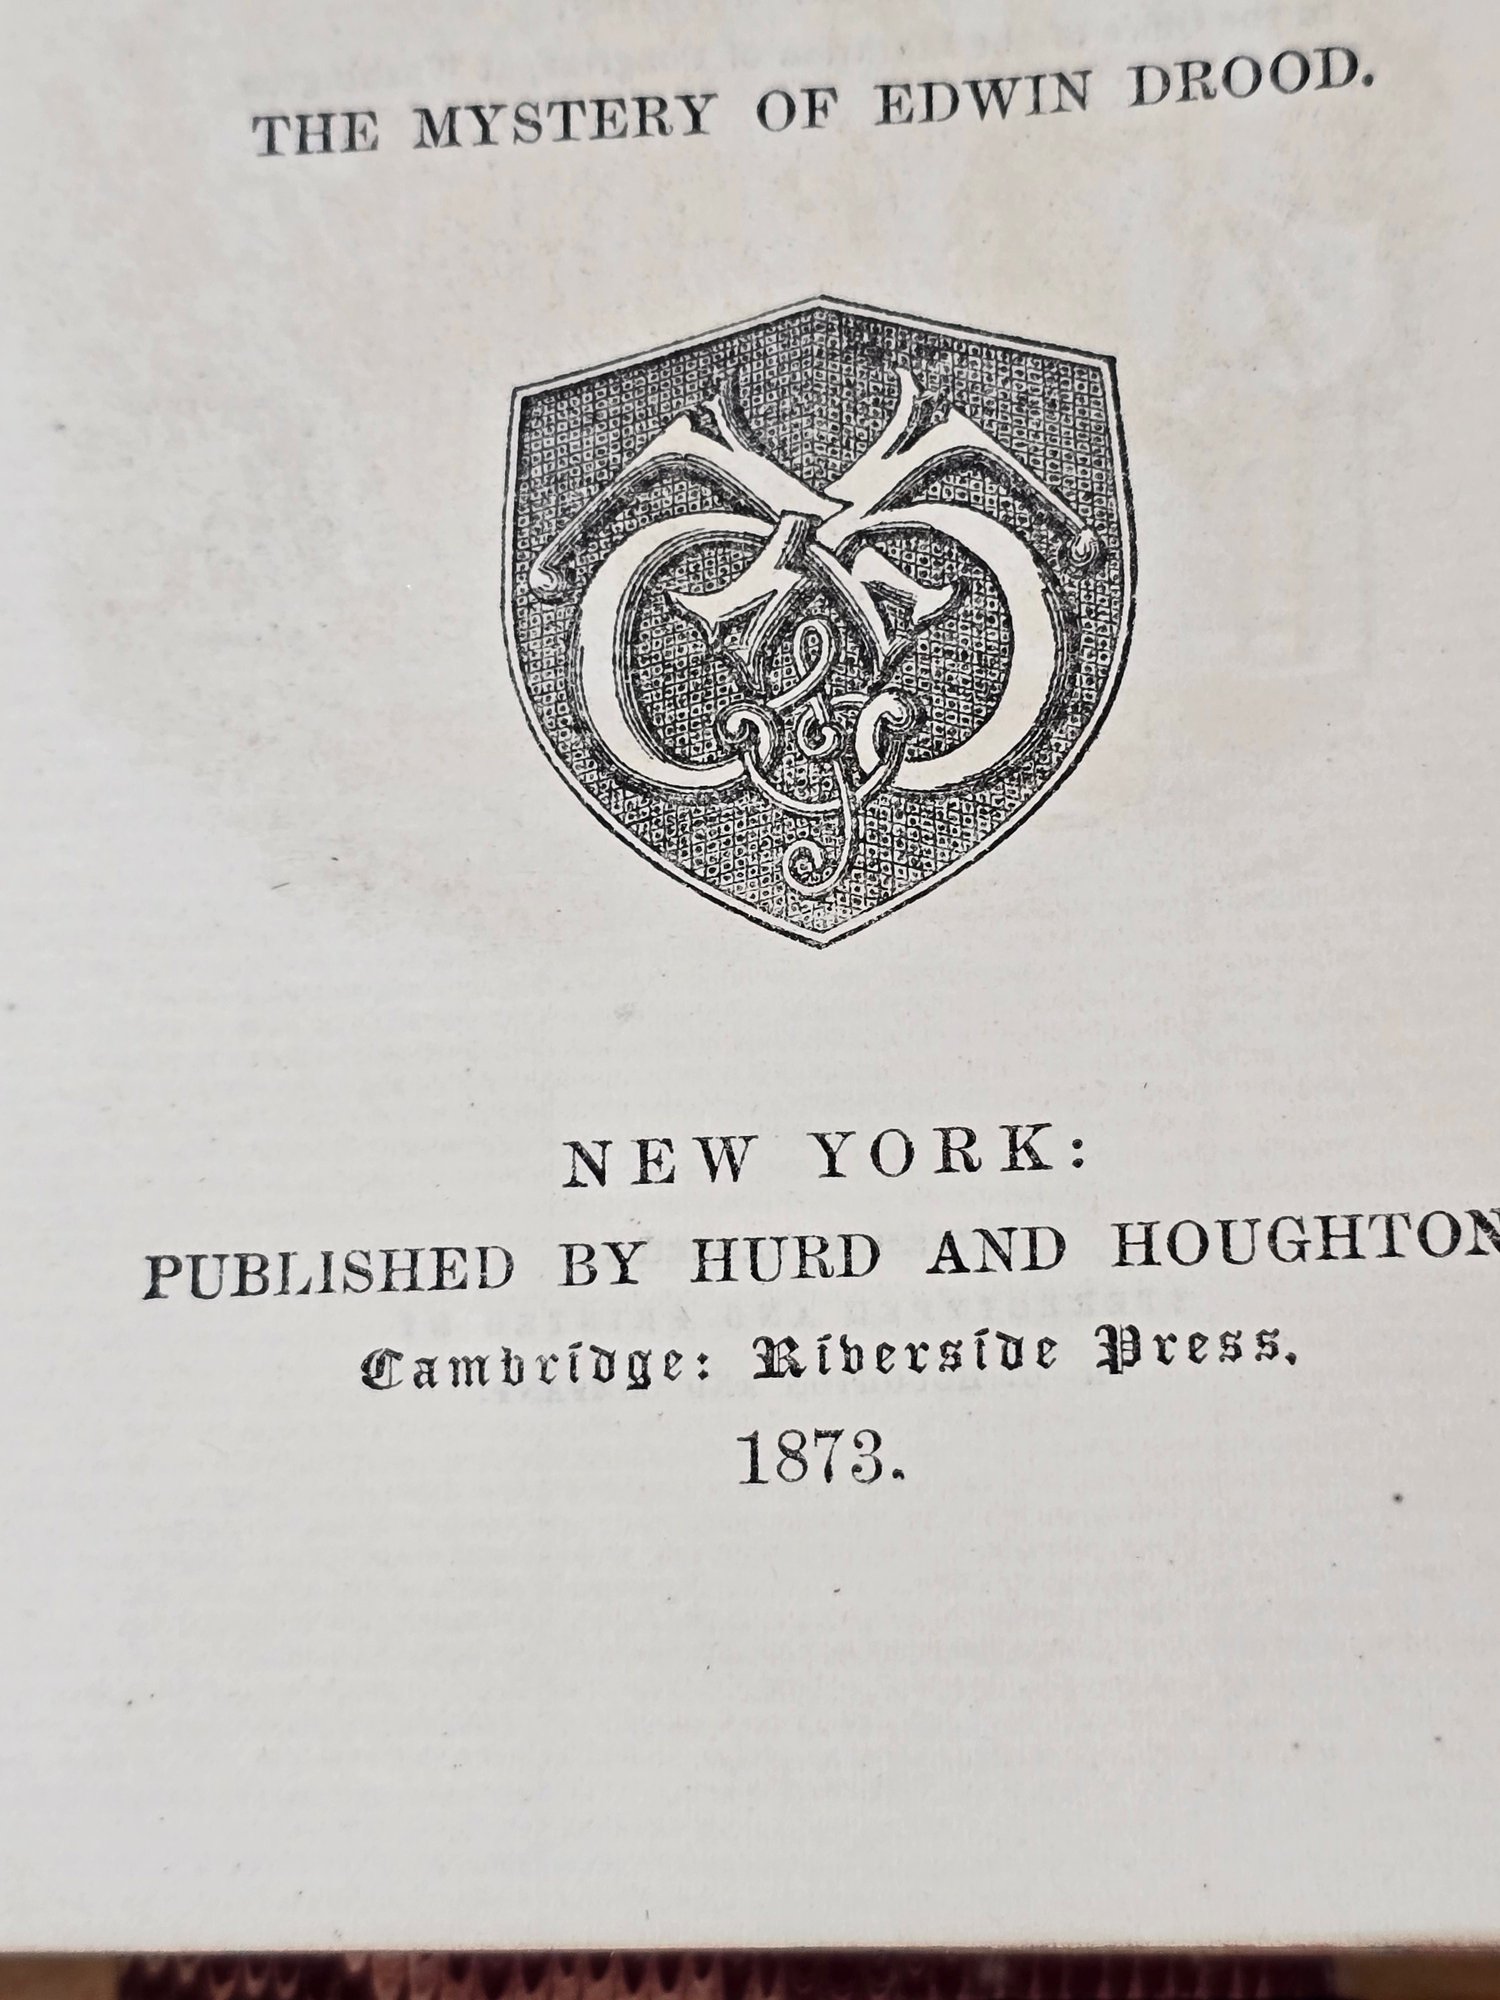 THE MYSTERY OF EDWIN DROOD.
NEW YORK:
PUBLISHED BY HURD AND HOUGHTON
Cambridge: Riverside Press.
1873.